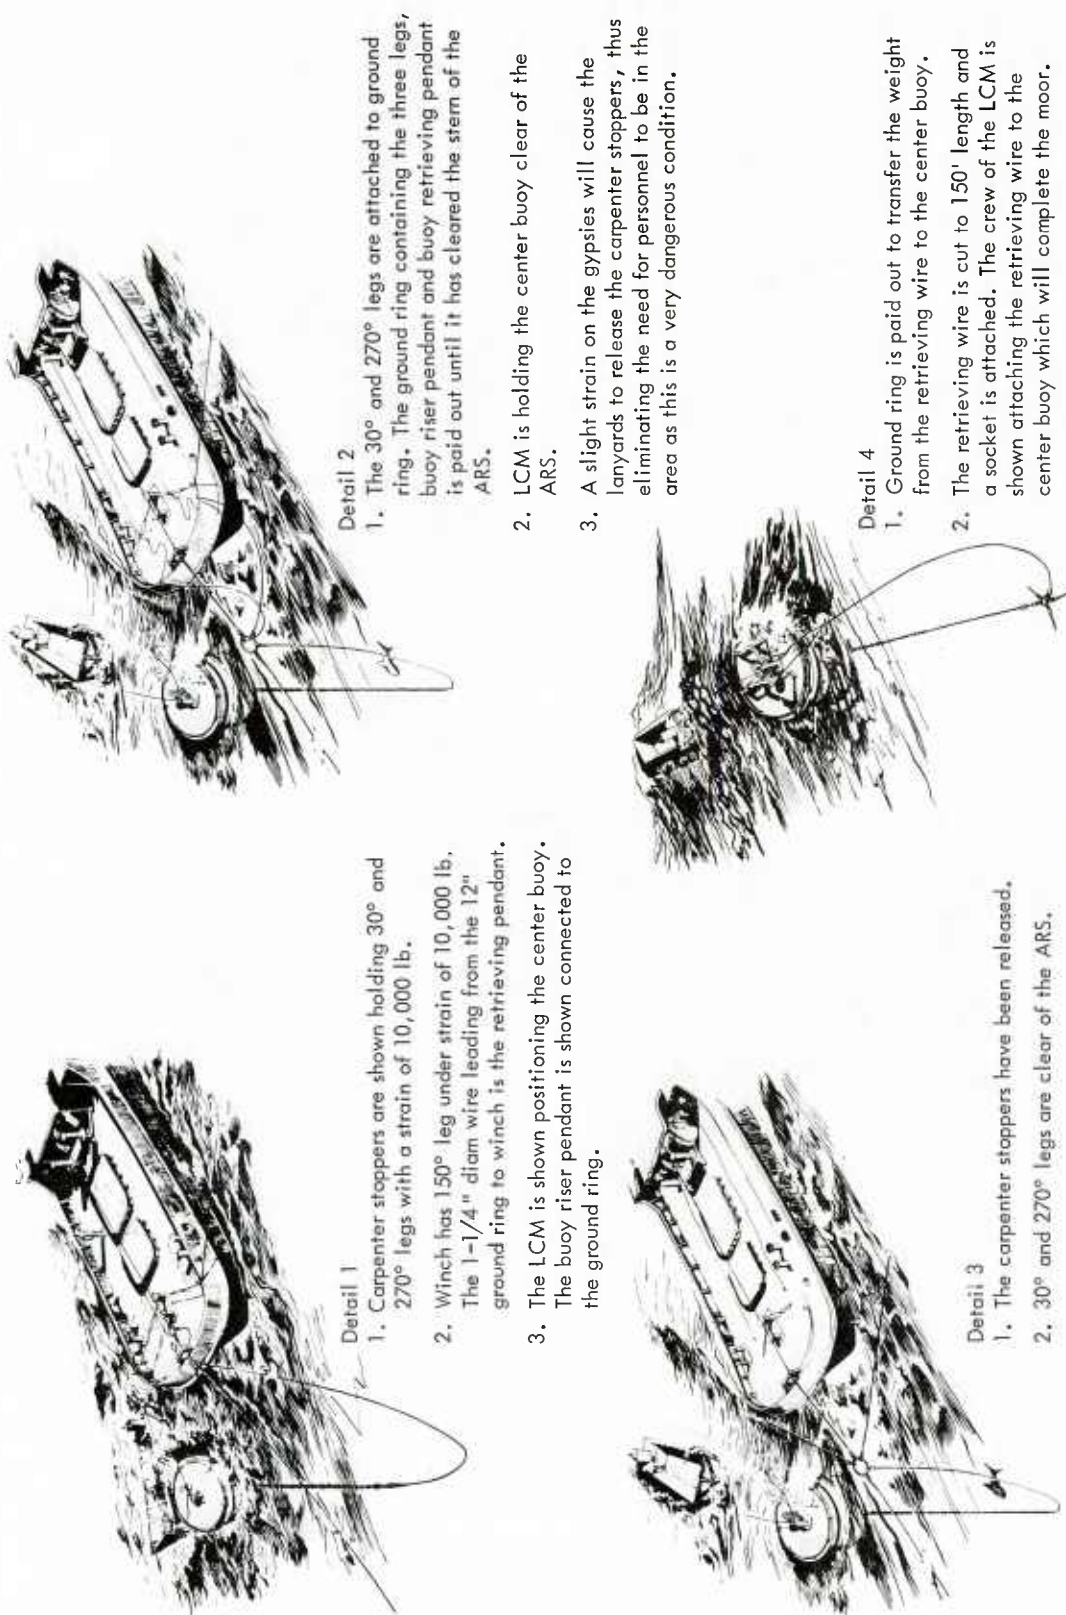 Detail 1
1. Carpenter stoppers are shown holding 30° and
270° legs with a strain of 10,000 lb.
2. Winch has 150° leg under strain of 10,000 lb.
The 1-1/4" diam wire leading from the 12"
ground ring to winch is the retrieving pendant.
3. The LCM is shown positioning the center buoy.
The buoy riser pendant is shown connected to
the ground ring.
Detail 2
1. The 30° and 270° legs are attached to ground
ring. The ground ring containing the three legs,
buoy riser pendant and buoy retrieving pendant
is paid out until it has cleared the stern of the
ARS.
2. LCM is holding the center buoy clear of the
ARS.
3. A slight strain on the gypsies will cause the
lanyards to release the carpenter stoppers, thus
eliminating the need for personnel to be in the
area as this is a very dangerous condition.
Detail 3
1. The carpenter stoppers have been released.
2. 30° and 270° legs are clear of the ARS.
Detail 4
1. Ground ring is paid out to transfer the weight
from the retrieving wire to the center buoy.
2. The retrieving wire is cut to 150' length and
a socket is attached. The crew of the LCM is
shown attaching the retrieving wire to the
center buoy which will complete the moor.